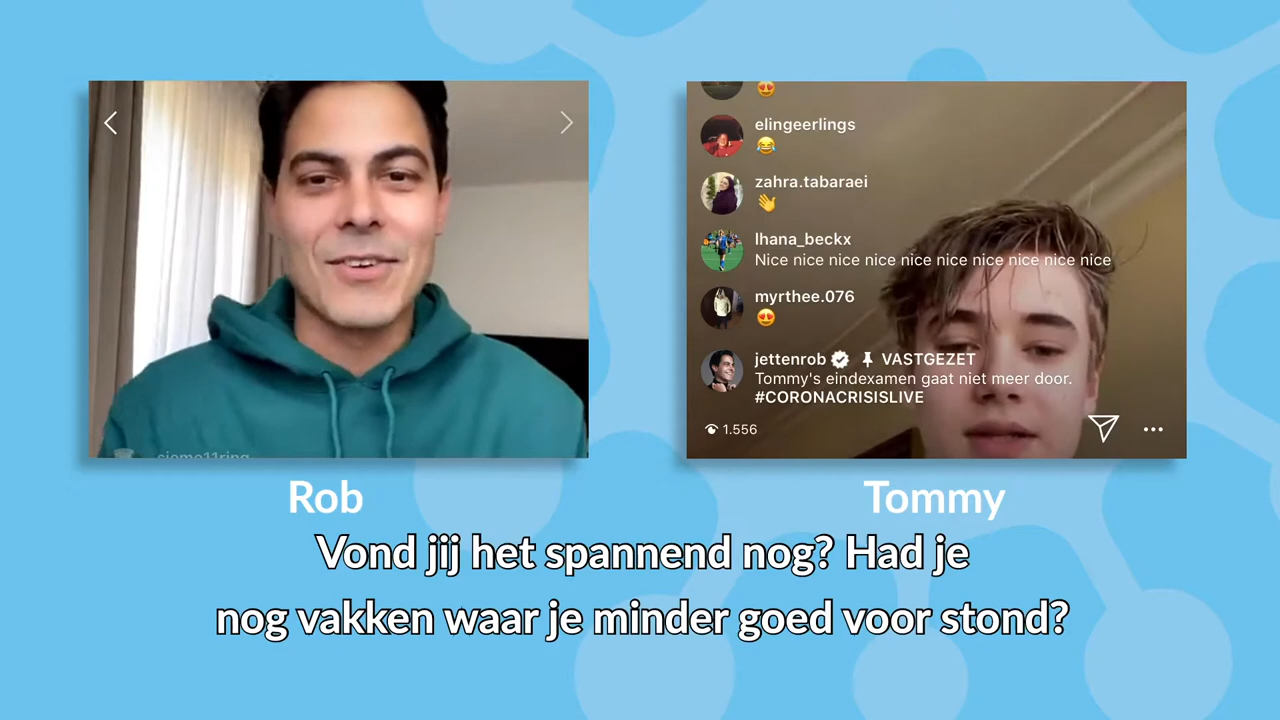 elingeerlings
zahra.tabaraei
lhana_beckx
Nice nice nice nice nice nice nice nice nice nice
myrthee.076
jettenrob VASTGEZET
Tommy's eindexamen gaat niet meer door.
#CORONACRISISLIVE
1.556
Rob
Tommy
Vond jij het spannend nog? Had je
nog vakken waar je minder goed voor stond?